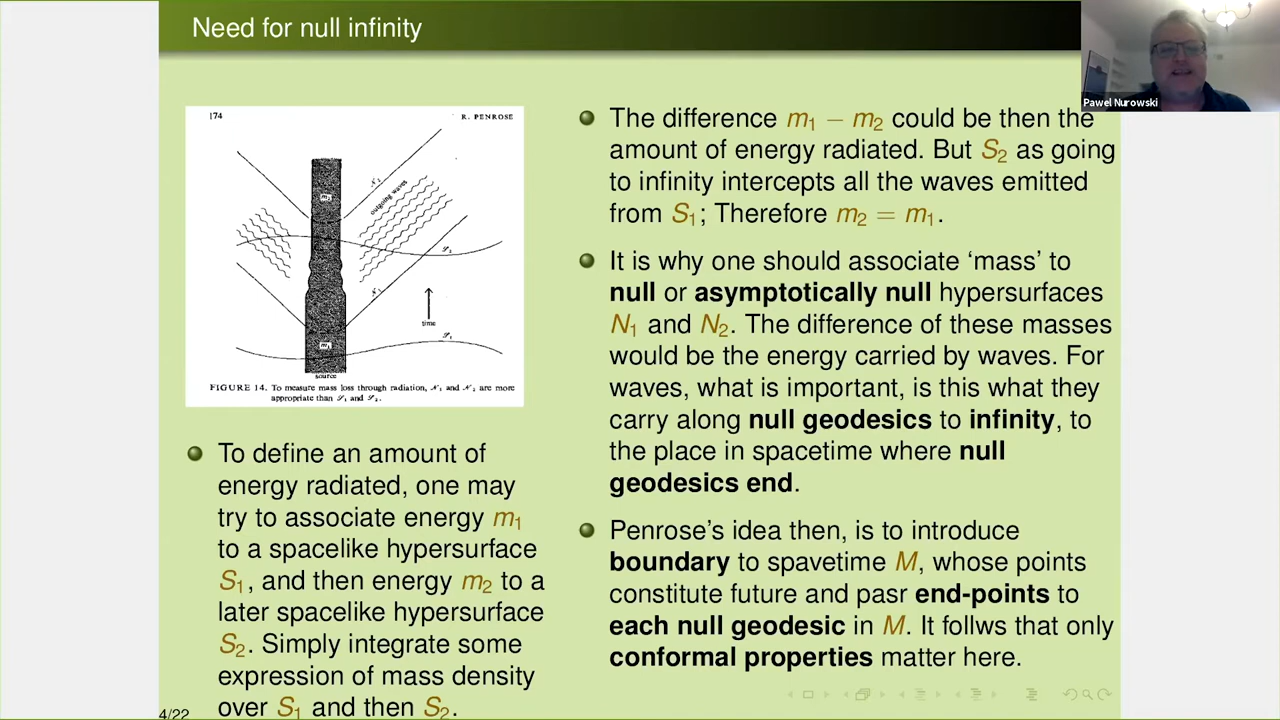 Need for null infinity
Pawel Nurowski
174
R. PENROSE
m₂
outgoing waves
𝒩₂
𝒮₂
𝒩₁
time
𝒮₁
m₁
source
FIGURE 14. To measure mass loss through radiation, 𝒩₁ and 𝒩₂ are more
appropriate than 𝒮₁ and 𝒮₂.
To define an amount of
energy radiated, one may
try to associate energy m₁
to a spacelike hypersurface
S₁, and then energy m₂ to a
later spacelike hypersurface
S₂. Simply integrate some
expression of mass density
over S₁ and then S₂.
The difference m₁ − m₂ could be then the
amount of energy radiated. But S₂ as going
to infinity intercepts all the waves emitted
from S₁; Therefore m₂ = m₁.
It is why one should associate ‘mass’ to
null or asymptotically null hypersurfaces
N₁ and N₂. The difference of these masses
would be the energy carried by waves. For
waves, what is important, is this what they
carry along null geodesics to infinity, to
the place in spacetime where null
geodesics end.
Penrose’s idea then, is to introduce
boundary to spavetime M, whose points
constitute future and pasr end-points to
each null geodesic in M. It follws that only
conformal properties matter here.
4/22